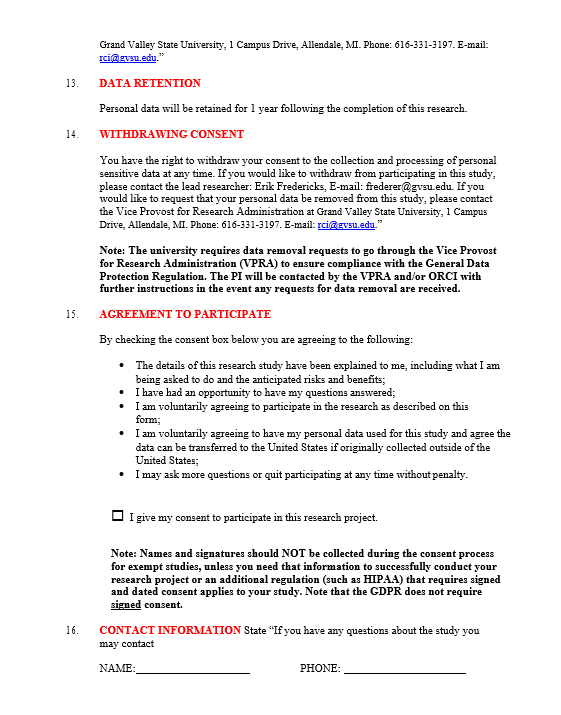 Grand Valley State University, 1 Campus Drive, Allendale, MI. Phone: 616-331-3197. E-mail:
rci@gvsu.edu.”
13. DATA RETENTION
Personal data will be retained for 1 year following the completion of this research.
14. WITHDRAWING CONSENT
You have the right to withdraw your consent to the collection and processing of personal
sensitive data at any time. If you would like to withdraw from participating in this study,
please contact the lead researcher: Erik Fredericks, E-mail: frederer@gvsu.edu. If you
would like to request that your personal data be removed from this study, please contact
the Vice Provost for Research Administration at Grand Valley State University, 1 Campus
Drive, Allendale, MI. Phone: 616-331-3197. E-mail: rci@gvsu.edu.”
Note: The university requires data removal requests to go through the Vice Provost
for Research Administration (VPRA) to ensure compliance with the General Data
Protection Regulation. The PI will be contacted by the VPRA and/or ORCI with
further instructions in the event any requests for data removal are received.
15. AGREEMENT TO PARTICIPATE
By checking the consent box below you are agreeing to the following:
• The details of this research study have been explained to me, including what I am
being asked to do and the anticipated risks and benefits;
• I have had an opportunity to have my questions answered;
• I am voluntarily agreeing to participate in the research as described on this
form;
• I am voluntarily agreeing to have my personal data used for this study and agree the
data can be transferred to the United States if originally collected outside of the
United States;
• I may ask more questions or quit participating at any time without penalty.
☐ I give my consent to participate in this research project.
Note: Names and signatures should NOT be collected during the consent process
for exempt studies, unless you need that information to successfully conduct your
research project or an additional regulation (such as HIPAA) that requires signed
and dated consent applies to your study. Note that the GDPR does not require
signed consent.
16. CONTACT INFORMATION State “If you have any questions about the study you
may contact
NAME:____________________ PHONE: ____________________